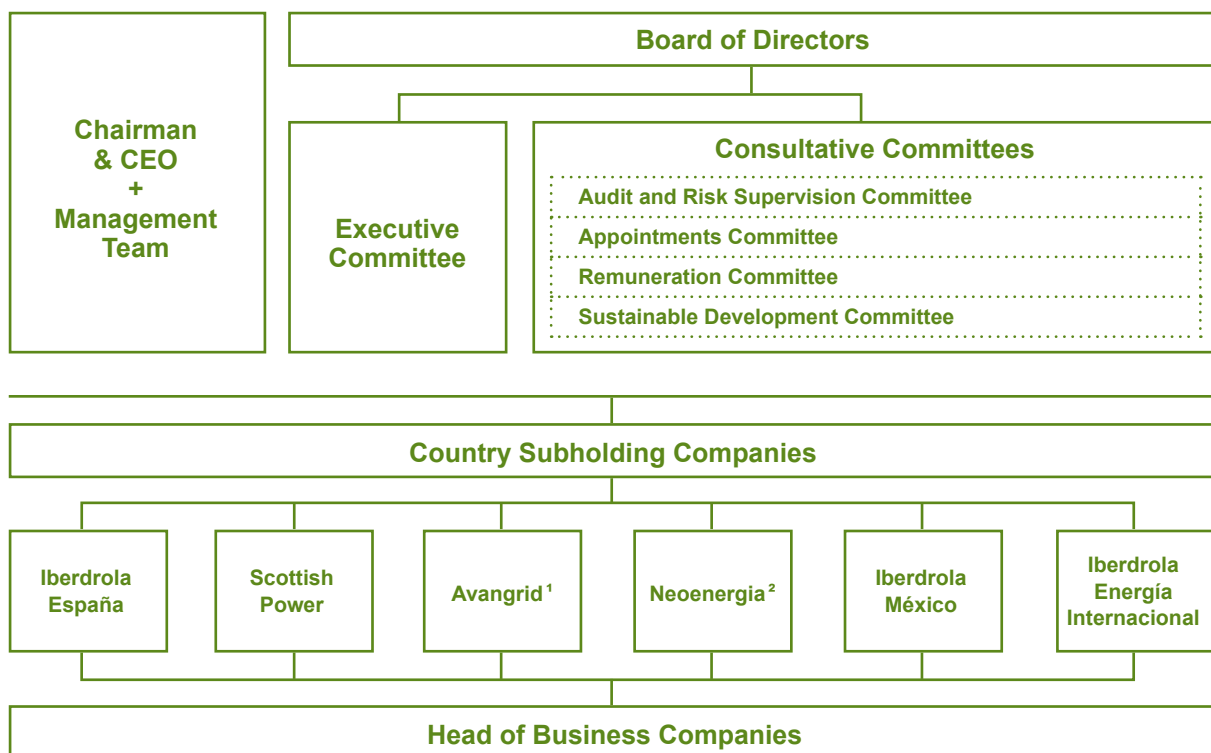 Chairman
& CEO
+
Management
Team
Board of Directors
Executive
Committee
Consultative Committees
Audit and Risk Supervision Committee
Appointments Committee
Remuneration Committee
Sustainable Development Committee
Country Subholding Companies
Iberdrola
España
Scottish
Power
Avangrid ¹
Neoenergia ²
Iberdrola
México
Iberdrola
Energía
Internacional
Head of Business Companies